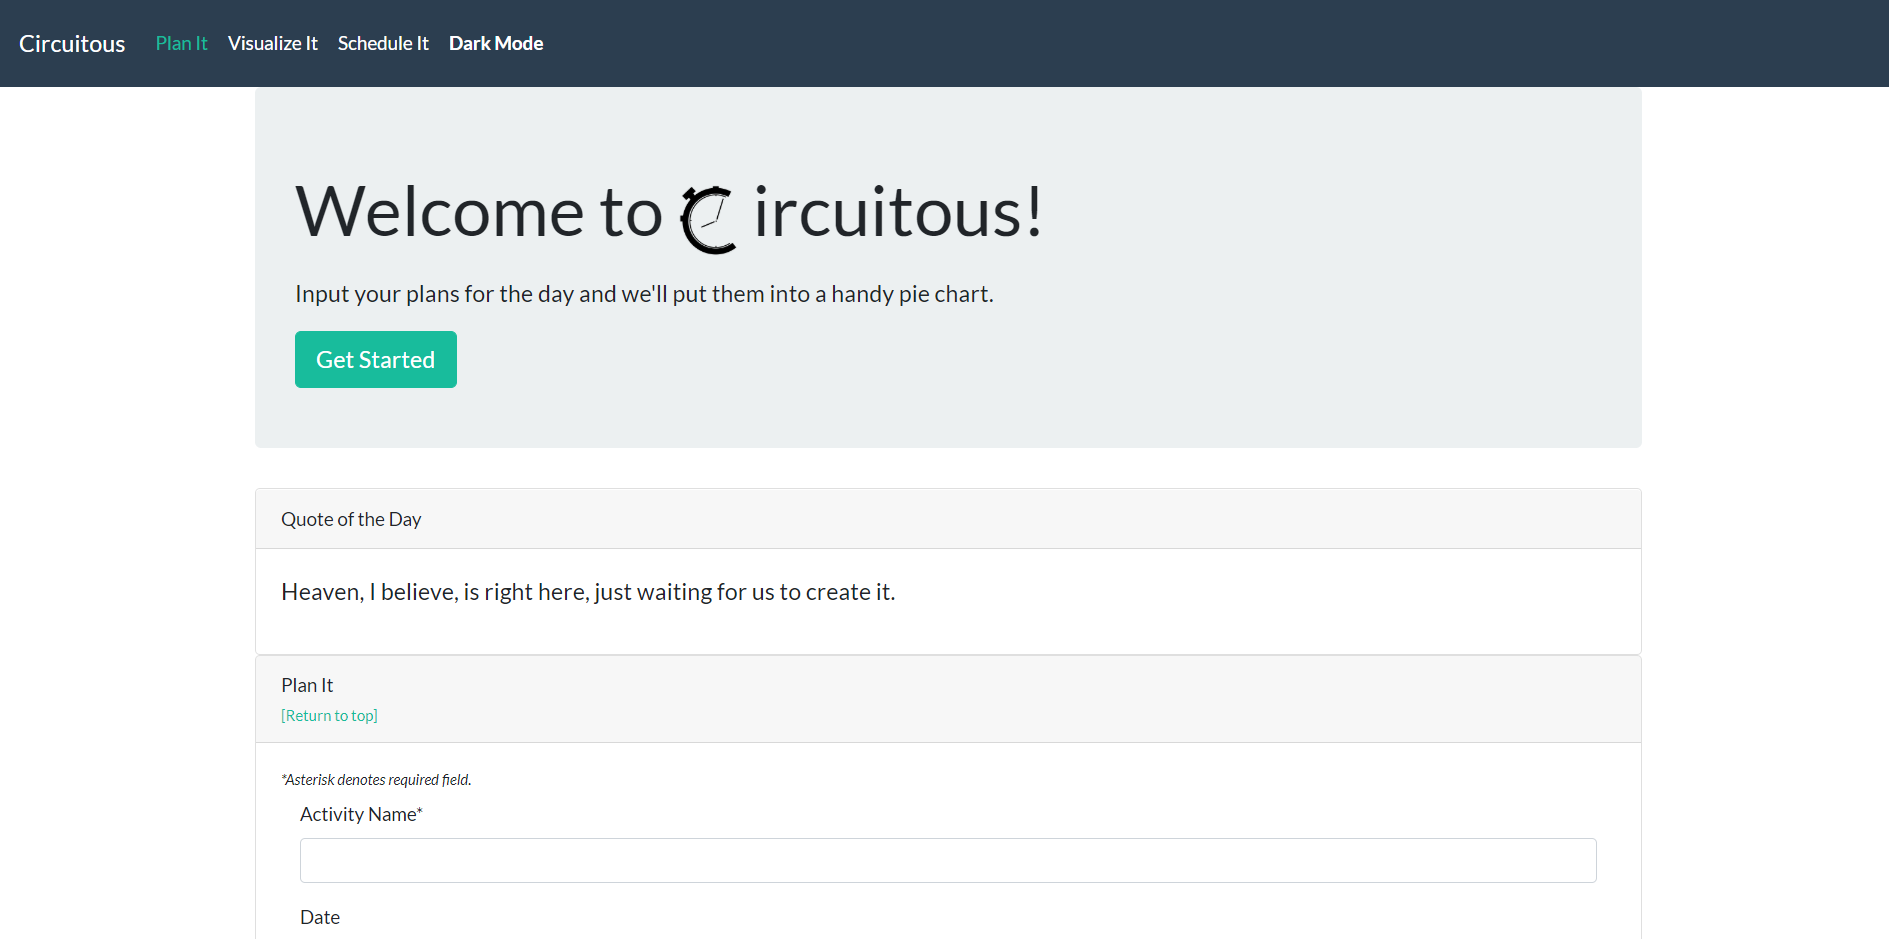 Circuitous Plan It Visualize It Schedule It Dark Mode
Welcome to Circuitous!
Input your plans for the day and we'll put them into a handy pie chart.
Get Started
Quote of the Day
Heaven, I believe, is right here, just waiting for us to create it.
Plan It
[Return to top]
*Asterisk denotes required field.
Activity Name*
Date